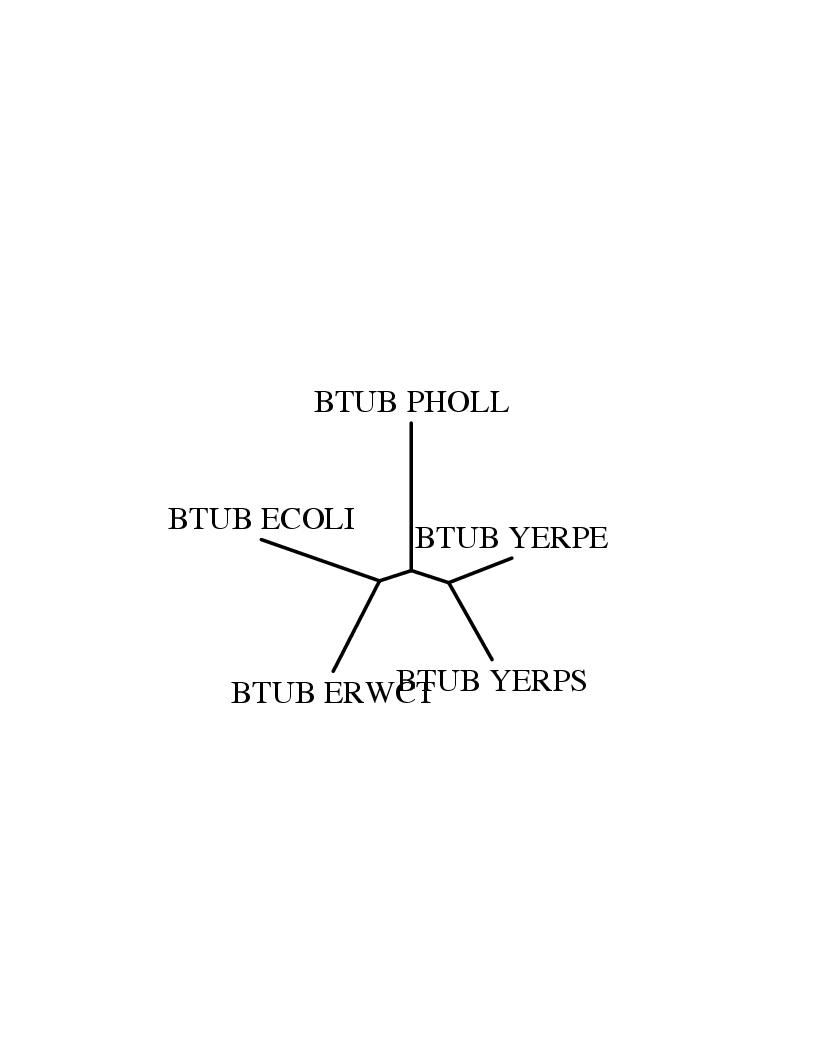 BTUB PHOLL
BTUB ECOLI
BTUB YERPE
BTUB YERPS
BTUB ERWCT